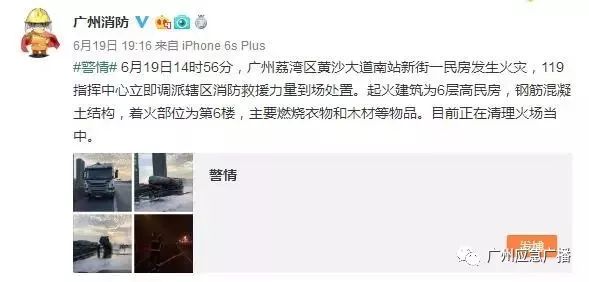 广州消防
6月19日 19:16 来自 iPhone 6s Plus
#警情# 6月19日14时56分，广州荔湾区黄沙大道南站新街一民房发生火灾，119
指挥中心立即调派辖区消防救援力量到场处置。起火建筑为6层高民房，钢筋混凝
土结构，着火部位为第6楼，主要燃烧衣物和木材等物品。目前正在清理火场当
中。
警情
广州应急广播